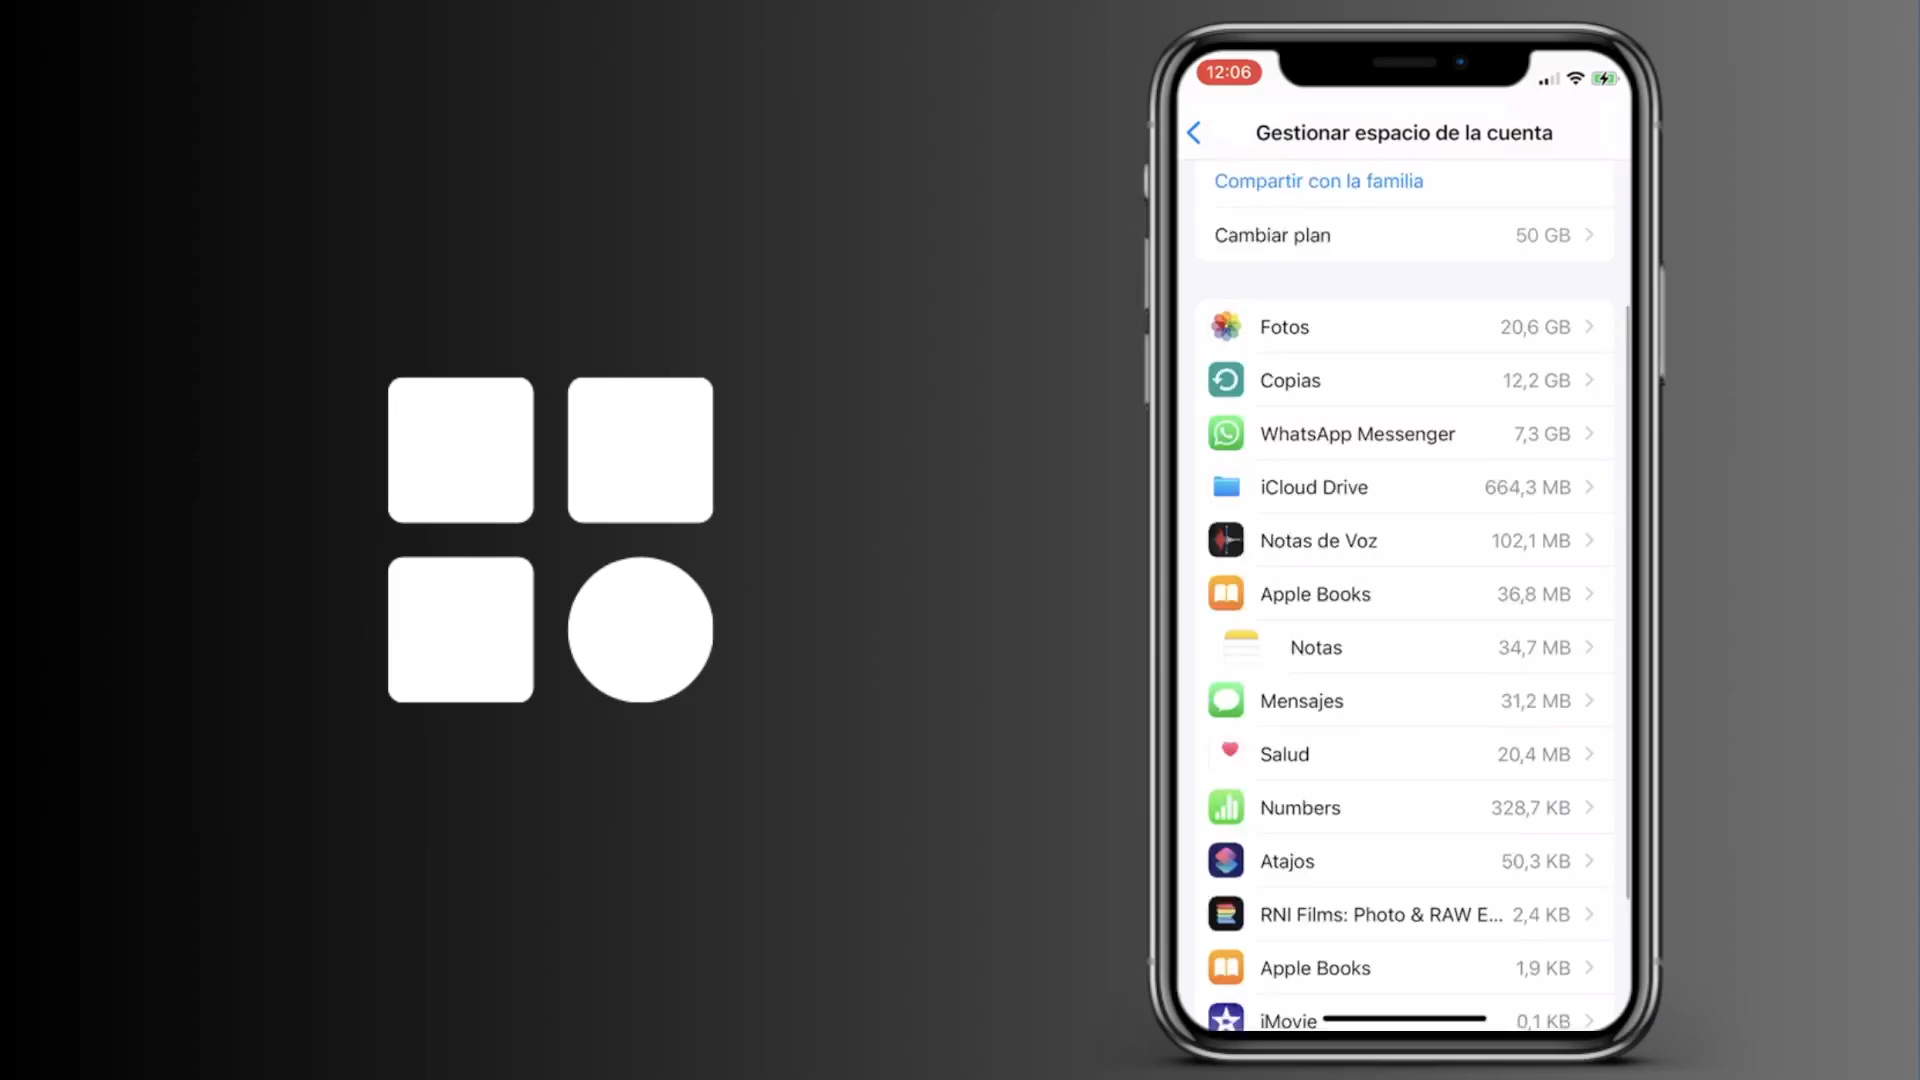 12:06
Gestionar espacio de la cuenta
Compartir con la familia
Cambiar plan 50 GB
Fotos 20,6 GB
Copias 12,2 GB
WhatsApp Messenger 7,3 GB
iCloud Drive 664,3 MB
Notas de Voz 102,1 MB
Apple Books 36,8 MB
Notas 34,7 MB
Mensajes 31,2 MB
Salud 20,4 MB
Numbers 328,7 KB
Atajos 50,3 KB
RNI Films: Photo & RAW E... 2,4 KB
Apple Books 1,9 KB
iMovie 0,1 KB